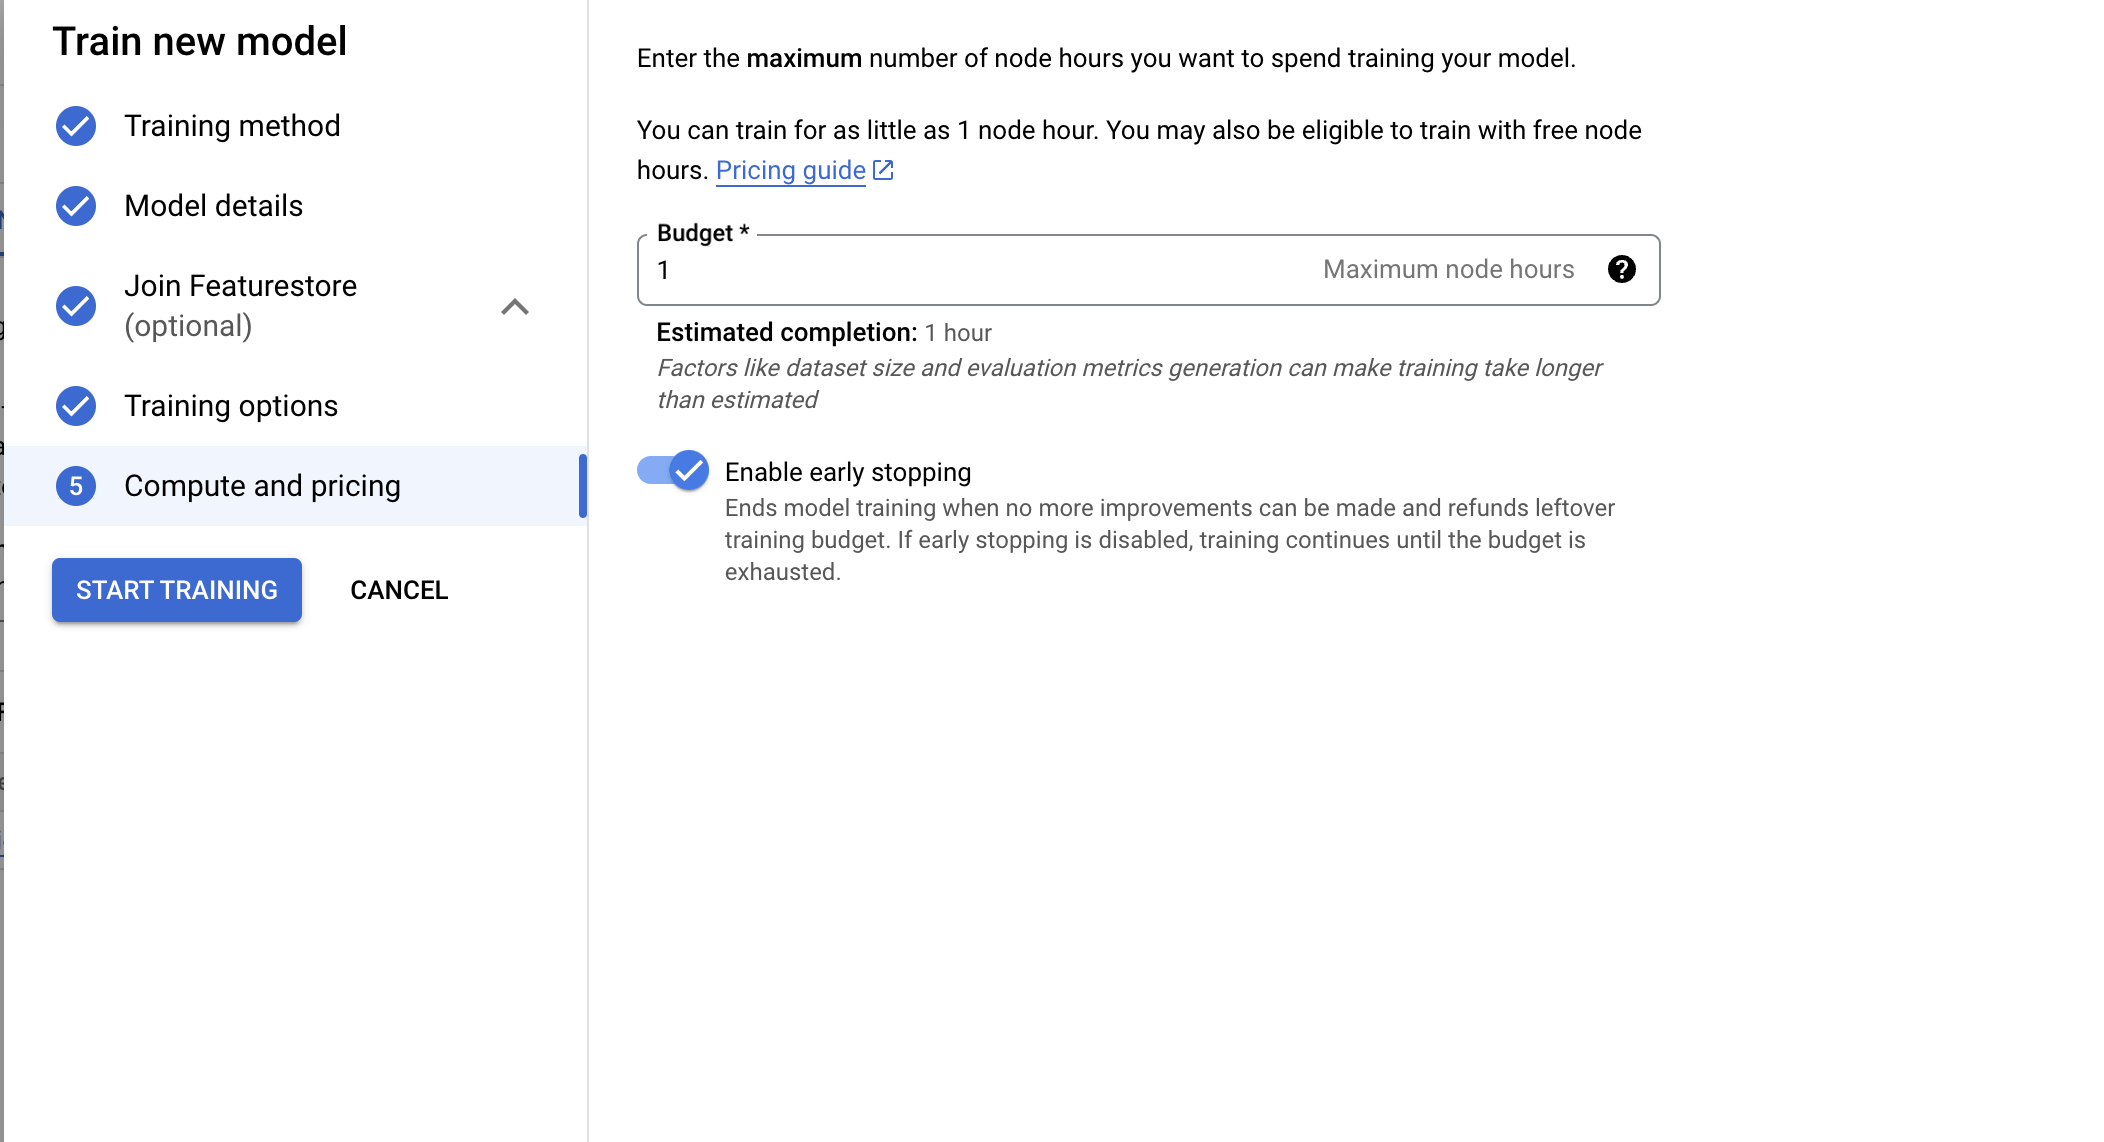 Train new model
Training method
Model details
Join Featurestore
(optional)
Training options
5 Compute and pricing
START TRAINING CANCEL
Enter the maximum number of node hours you want to spend training your model.
You can train for as little as 1 node hour. You may also be eligible to train with free node
hours. Pricing guide
Budget *
1 Maximum node hours ?
Estimated completion: 1 hour
Factors like dataset size and evaluation metrics generation can make training take longer
than estimated
Enable early stopping
Ends model training when no more improvements can be made and refunds leftover
training budget. If early stopping is disabled, training continues until the budget is
exhausted.